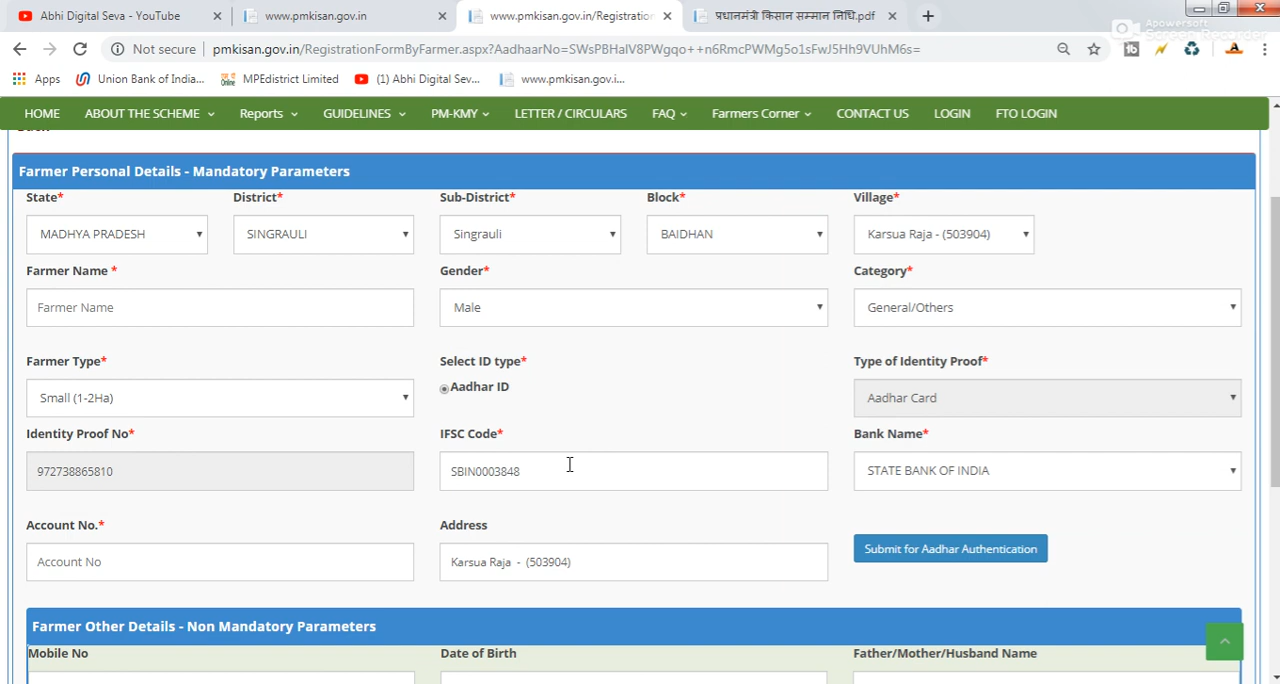 Abhi Digital Seva - YouTube
www.pmkisan.gov.in
www.pmkisan.gov.in/Registration
प्रधानमंत्री किसान सम्मान निधि.pdf
Apowersoft
Screen Recorder
Not secure
pmkisan.gov.in/RegistrationFormByFarmer.aspx?AadhaarNo=SWsPBHalV8PWgqo++n6RmcPWMg5o1sFwJ5Hh9VUhM6s=
Apps
Union Bank of India...
MPEdistrict Limited
(1) Abhi Digital Sev...
www.pmkisan.gov.i...
HOME
ABOUT THE SCHEME
Reports
GUIDELINES
PM-KMY
LETTER / CIRCULARS
FAQ
Farmers Corner
CONTACT US
LOGIN
FTO LOGIN
Back
Farmer Personal Details - Mandatory Parameters
State*
District*
Sub-District*
Block*
Village*
MADHYA PRADESH
SINGRAULI
Singrauli
BAIDHAN
Karsua Raja - (503904)
Farmer Name *
Gender*
Category*
Farmer Name
Male
General/Others
Farmer Type*
Select ID type*
Type of Identity Proof*
Aadhar ID
Small (1-2Ha)
Aadhar Card
Identity Proof No*
IFSC Code*
Bank Name*
972738865810
SBIN0003848
STATE BANK OF INDIA
Account No.*
Address
Submit for Aadhar Authentication
Account No
Karsua Raja - (503904)
Farmer Other Details - Non Mandatory Parameters
Mobile No
Date of Birth
Father/Mother/Husband Name